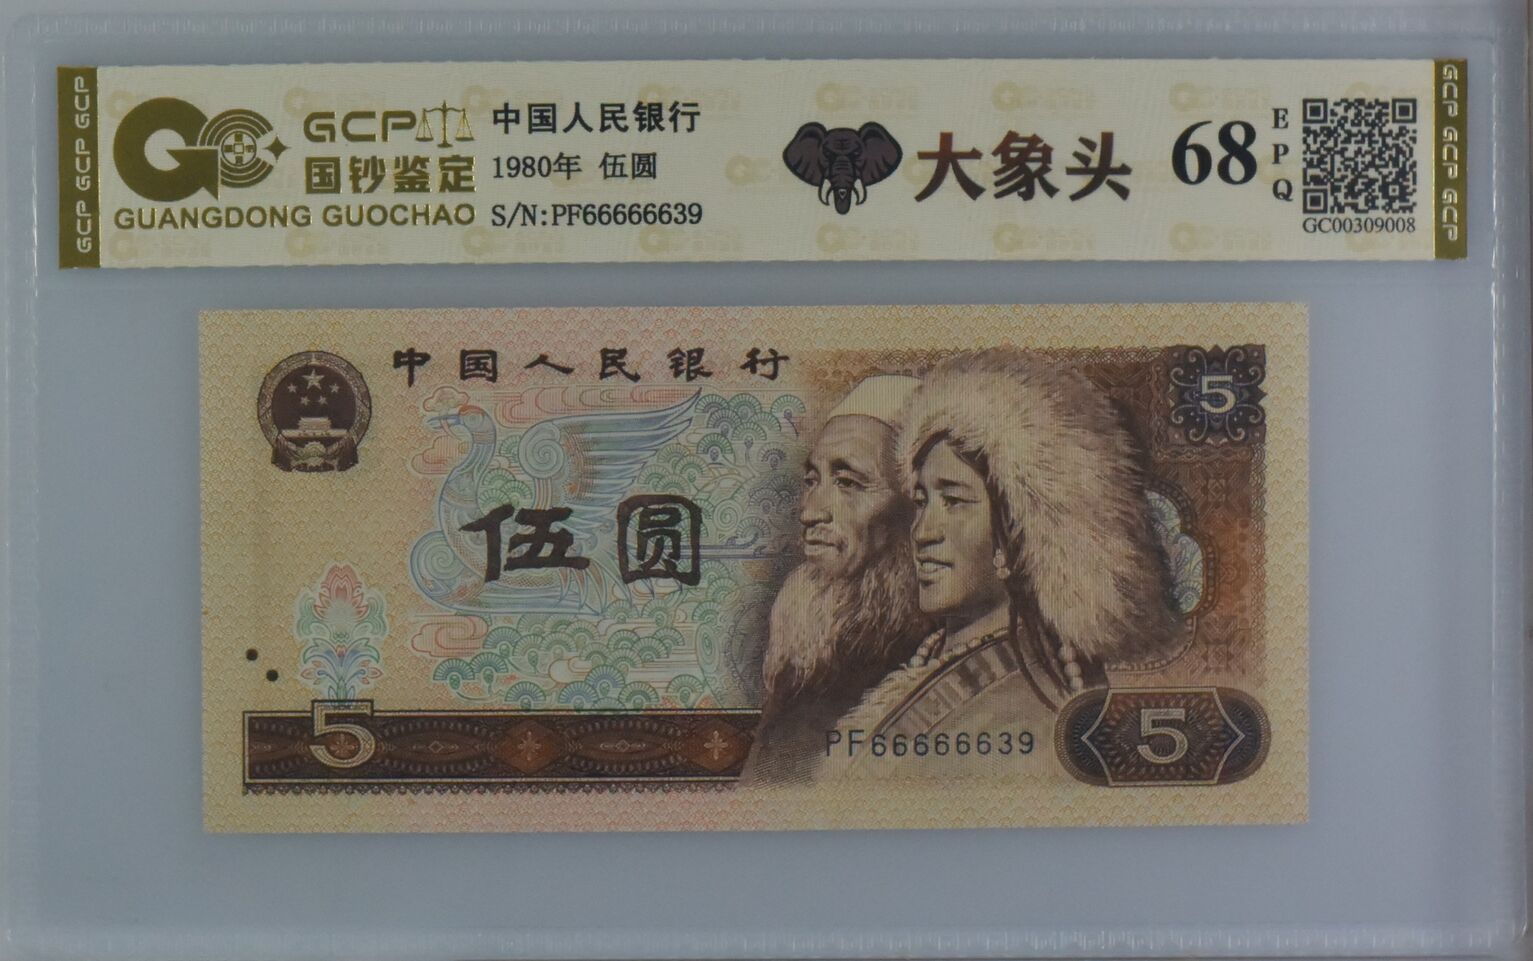 GCP GCP GCP
GCP
国钞鉴定
GUANGDONG GUOCHAO
中国人民银行
1980年 伍圆
S/N:PF66666639
大象头
68
EPQ
GC00309008
GCP GCP GCP
中国人民银行
5
伍圆
5
PF66666639
5